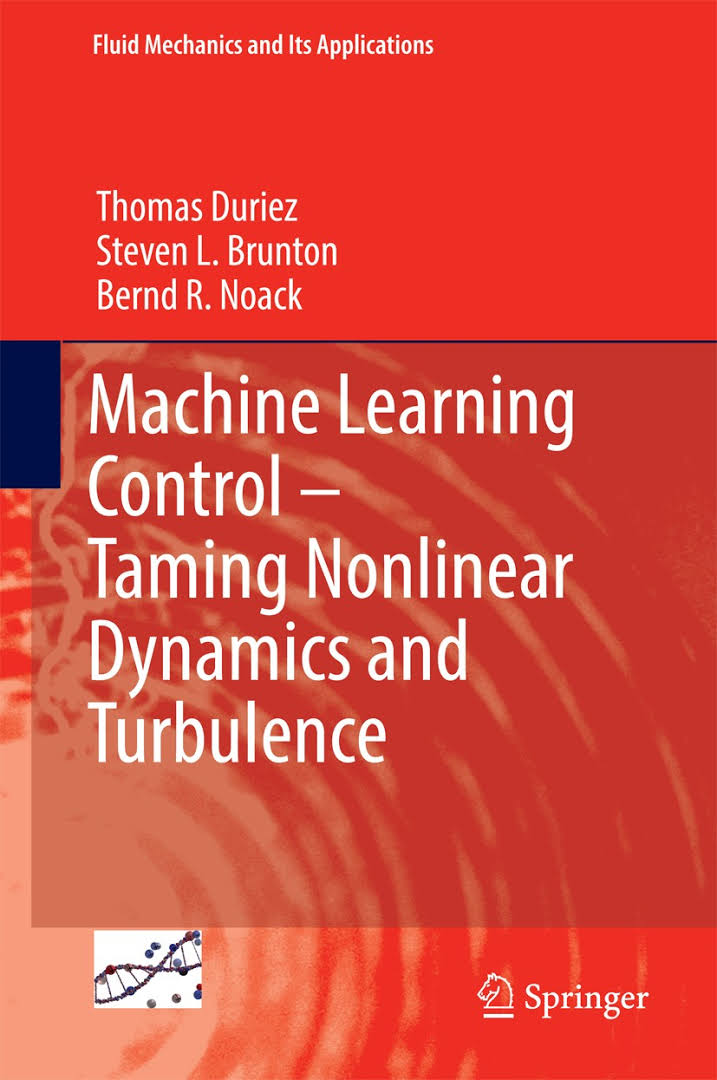 Fluid Mechanics and Its Applications
Thomas Duriez
Steven L. Brunton
Bernd R. Noack
Machine Learning
Control –
Taming Nonlinear
Dynamics and
Turbulence
Springer